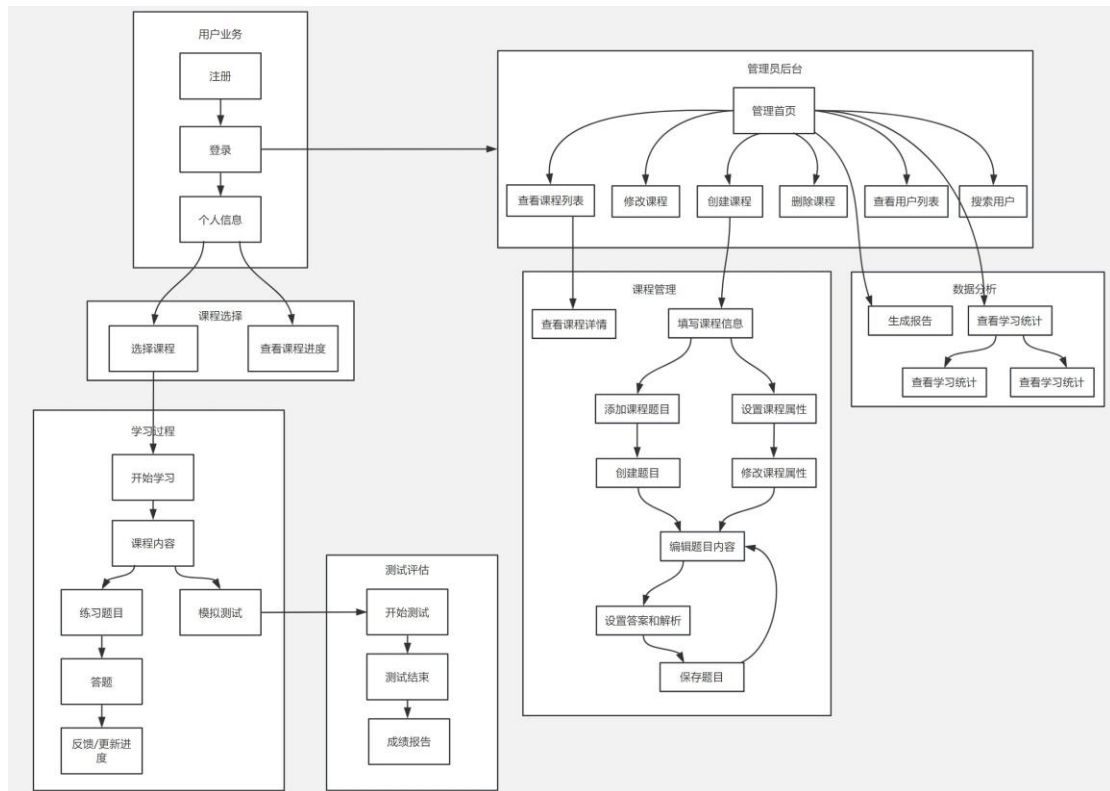 用户业务
注册
登录
个人信息
课程选择
选择课程
查看课程进度
学习过程
开始学习
课程内容
练习题目
模拟测试
答题
反馈/更新进
度
测试评估
开始测试
测试结束
成绩报告
管理员后台
管理首页
查看课程列表
修改课程
创建课程
删除课程
查看用户列表
搜索用户
课程管理
查看课程详情
填写课程信息
添加课程题目
设置课程属性
创建题目
修改课程属性
编辑题目内容
设置答案和解析
保存题目
数据分析
生成报告
查看学习统计
查看学习统计
查看学习统计